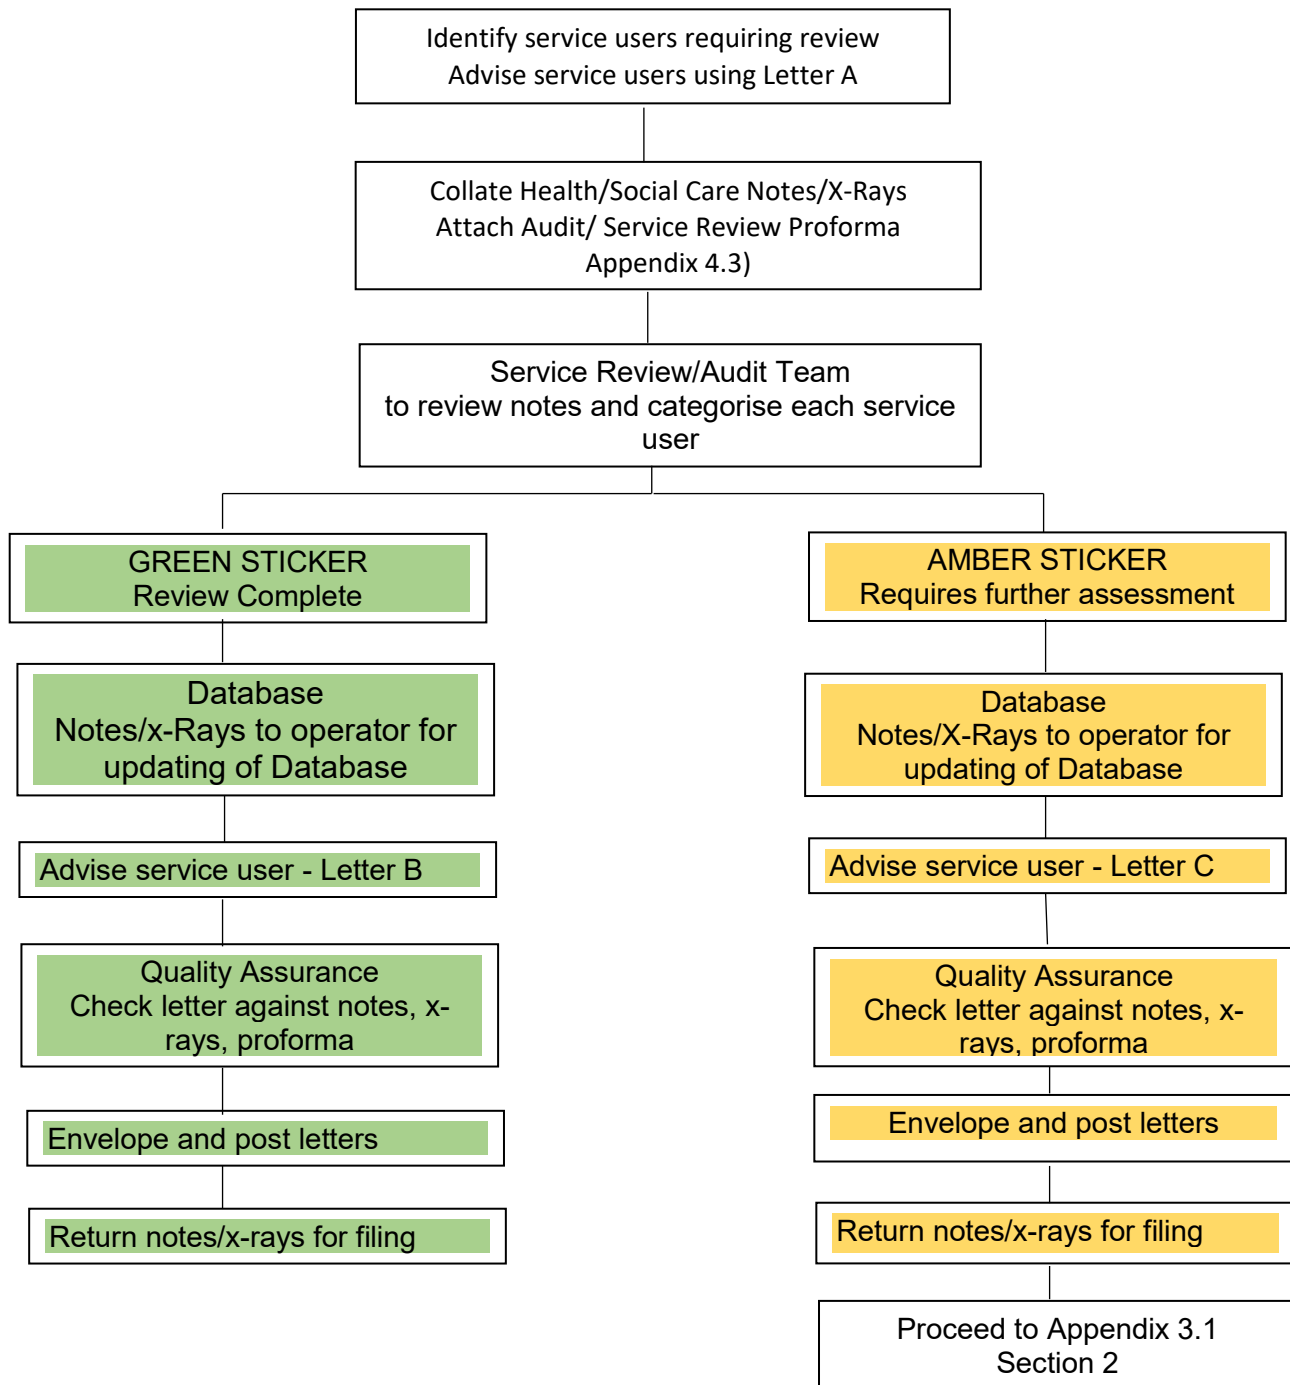 Identify service users requiring review
Advise service users using Letter A
Collate Health/Social Care Notes/X-Rays
Attach Audit/ Service Review Proforma
Appendix 4.3)
Service Review/Audit Team
to review notes and categorise each service
user
GREEN STICKER
Review Complete
Database
Notes/x-Rays to operator for
updating of Database
Advise service user - Letter B
Quality Assurance
Check letter against notes, x-
rays, proforma
Envelope and post letters
Return notes/x-rays for filing
AMBER STICKER
Requires further assessment
Database
Notes/X-Rays to operator for
updating of Database
Advise service user - Letter C
Quality Assurance
Check letter against notes, x-
rays, proforma
Envelope and post letters
Return notes/x-rays for filing
Proceed to Appendix 3.1
Section 2